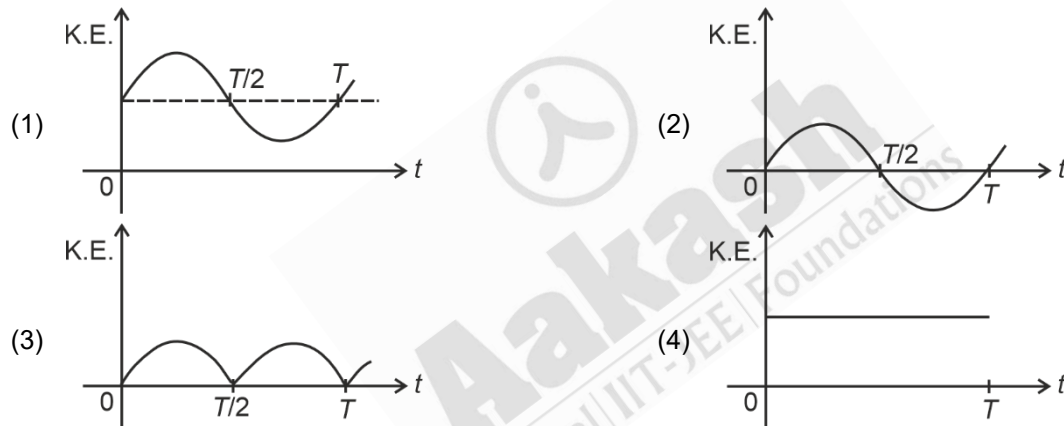 K.E.
T/2
T
(1)
0
t
K.E.
(2)
T/2
0
T
t
K.E.
(3)
0
T/2
T
t
K.E.
(4)
0
T
t
Aakash
IIT-JEE|Foundations